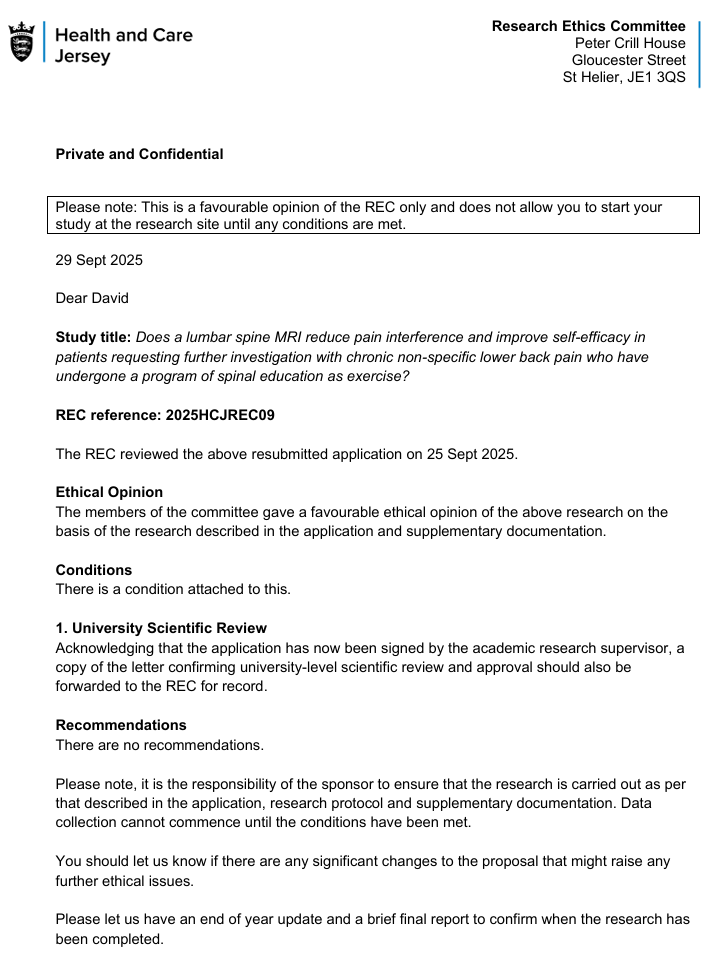 Health and Care
Jersey
Research Ethics Committee
Peter Crill House
Gloucester Street
St Helier, JE1 3QS
Private and Confidential
Please note: This is a favourable opinion of the REC only and does not allow you to start your
study at the research site until any conditions are met.
29 Sept 2025
Dear David
Study title: Does a lumbar spine MRI reduce pain interference and improve self-efficacy in
patients requesting further investigation with chronic non-specific lower back pain who have
undergone a program of spinal education as exercise?
REC reference: 2025HCJREC09
The REC reviewed the above resubmitted application on 25 Sept 2025.
Ethical Opinion
The members of the committee gave a favourable ethical opinion of the above research on the
basis of the research described in the application and supplementary documentation.
Conditions
There is a condition attached to this.
1. University Scientific Review
Acknowledging that the application has now been signed by the academic research supervisor, a
copy of the letter confirming university-level scientific review and approval should also be
forwarded to the REC for record.
Recommendations
There are no recommendations.
Please note, it is the responsibility of the sponsor to ensure that the research is carried out as per
that described in the application, research protocol and supplementary documentation. Data
collection cannot commence until the conditions have been met.
You should let us know if there are any significant changes to the proposal that might raise any
further ethical issues.
Please let us have an end of year update and a brief final report to confirm when the research has
been completed.